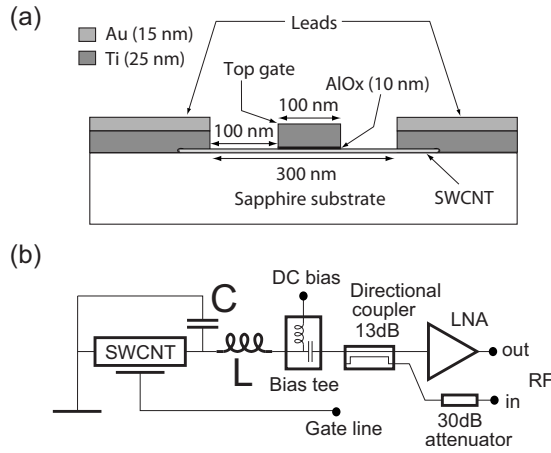 (a)
Au (15 nm)
Ti (25 nm)
Leads
Top gate
AlOx (10 nm)
100 nm
100 nm
300 nm
Sapphire substrate
SWCNT
(b)
DC bias
Directional
coupler
13dB
LNA
C
SWCNT
L
Bias tee
out
RF
in
Gate line
30dB
attenuator